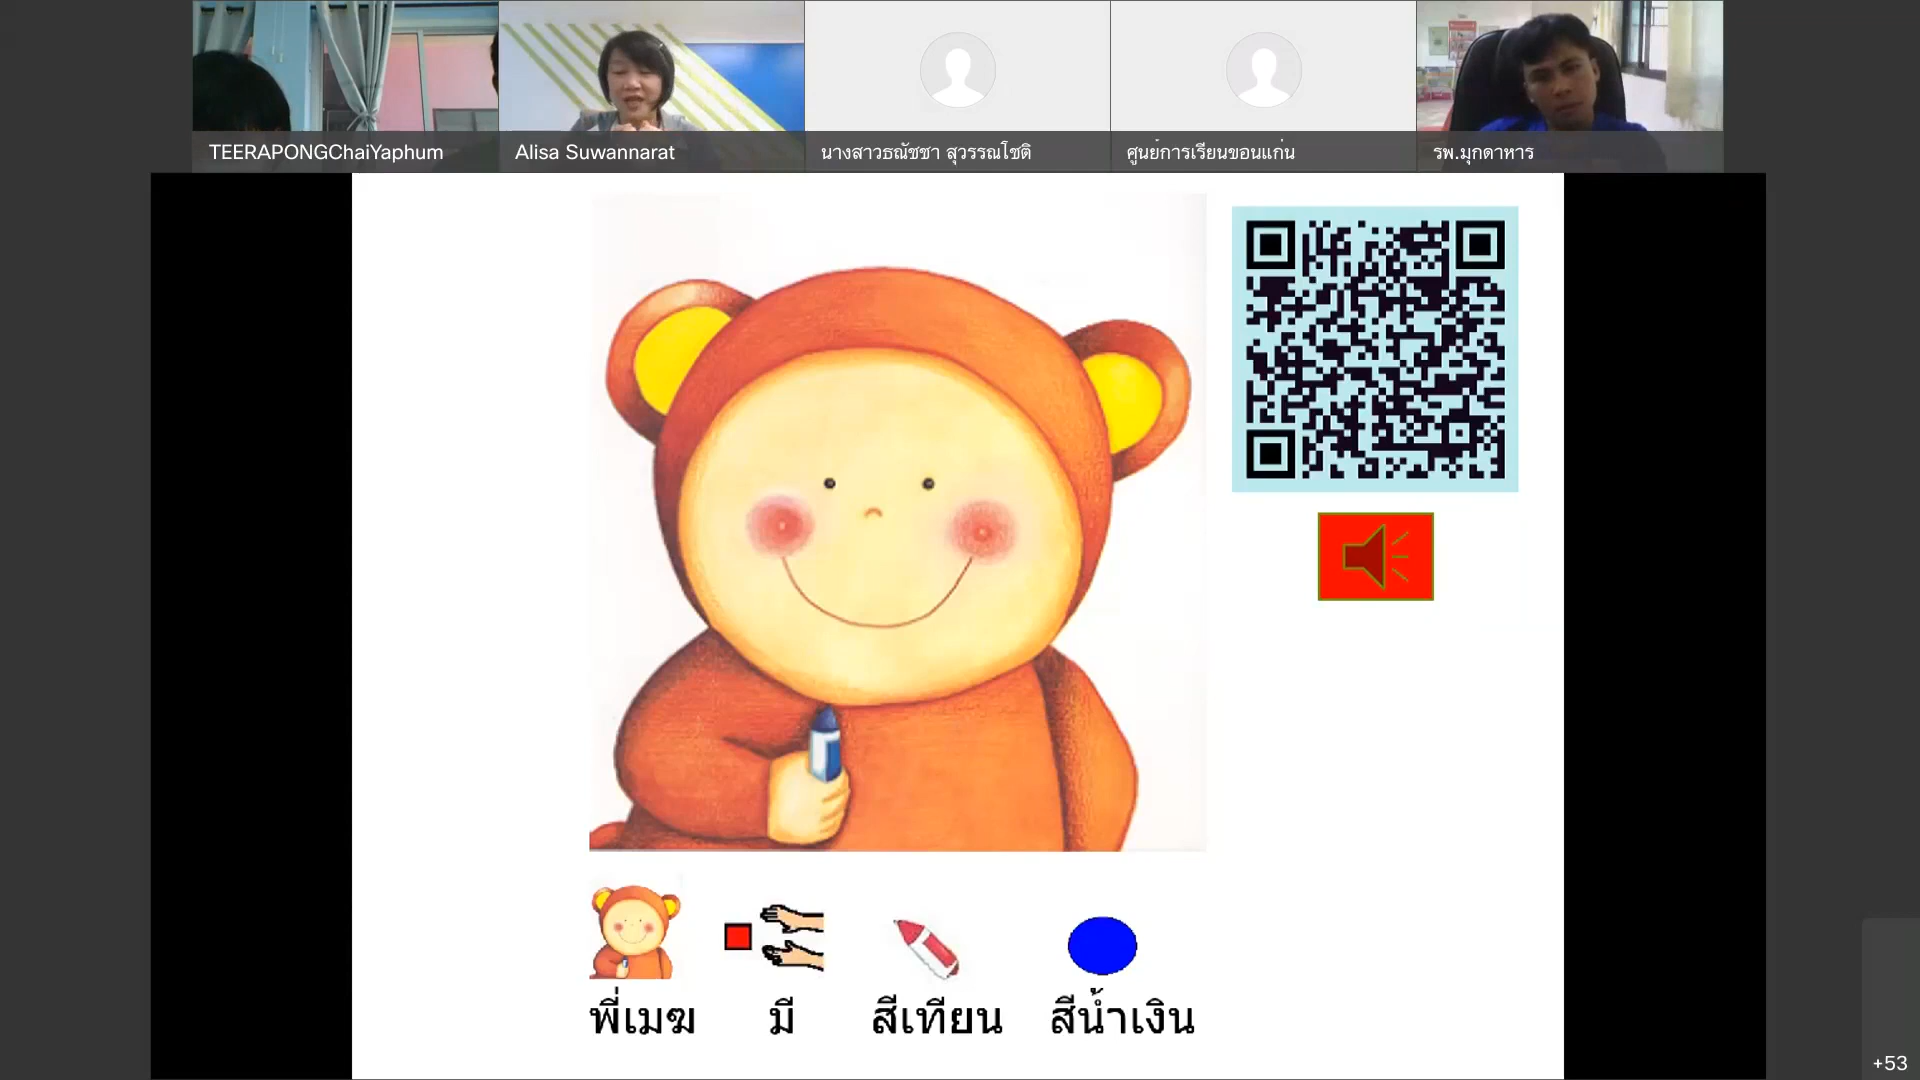 TEERAPONGChaiYaphum
Alisa Suwannarat
นางสาวธณัชชา สุวรรณโชติ
ศูนย์การเรียนขอนแก่น
รพ.มุกดาหาร
พี่เมฆ มี สีเทียน สีน้ำเงิน
+53